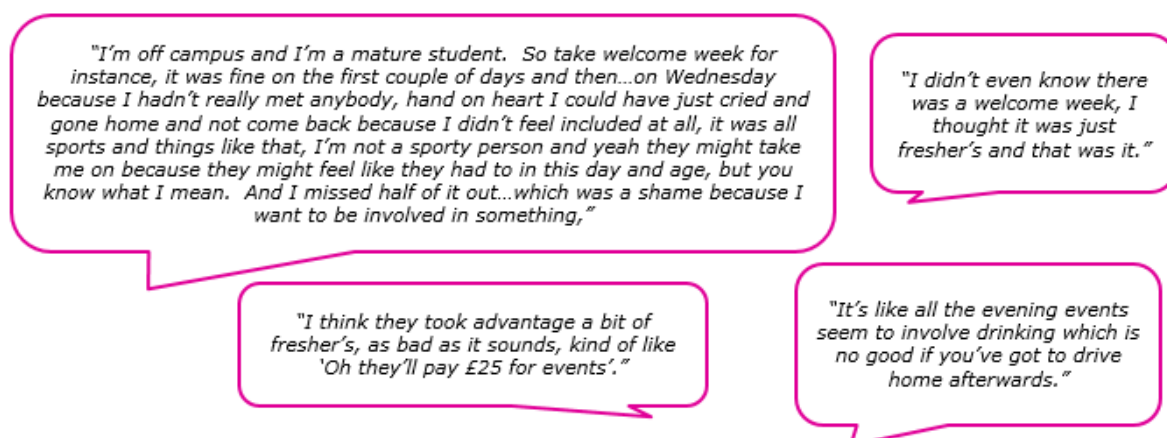 “I’m off campus and I’m a mature student.  So take welcome week for
instance, it was fine on the first couple of days and then…on Wednesday
because I hadn’t really met anybody, hand on heart I could have just cried and
gone home and not come back because I didn’t feel included at all, it was all
sports and things like that, I’m not a sporty person and yeah they might take
me on because they might feel like they had to in this day and age, but you
know what I mean.  And I missed half of it out…which was a shame because I
want to be involved in something,”
“I didn’t even know there
was a welcome week, I
thought it was just
fresher’s and that was it.”
“I think they took advantage a bit of
fresher’s, as bad as it sounds, kind of like
‘Oh they’ll pay £25 for events’.”
“It’s like all the evening events
seem to involve drinking which is
no good if you’ve got to drive
home afterwards.”